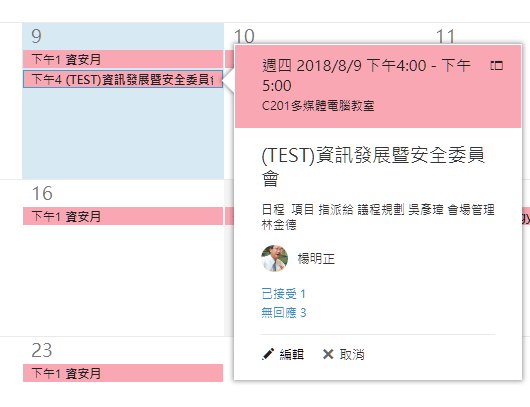 9
下午1 資安月
下午4 (TEST)資訊發展暨安全委員會
10
11
週四 2018/8/9 下午4:00 - 下午
5:00
C201多媒體電腦教室
(TEST)資訊發展暨安全委員
會
日程 項目 指派給 議程規劃 吳彥璋 會場管理
林金德
楊明正
已接受 1
無回應 3
編輯
取消
16
下午1 資安月
23
下午1 資安月